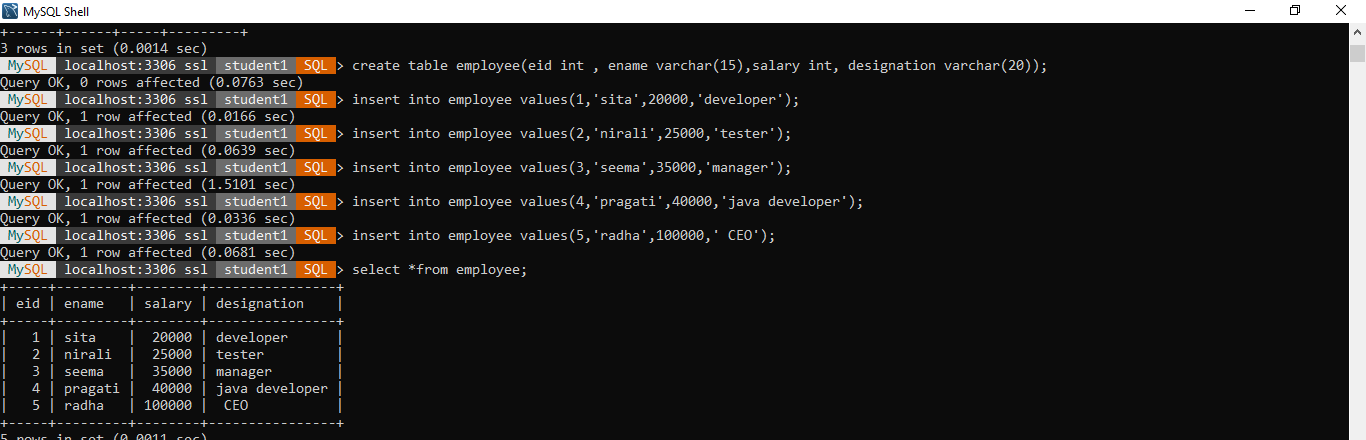 MySQL Shell
+------+------+-----+---------+
3 rows in set (0.0014 sec)
MySQL localhost:3306 ssl student1 SQL > create table employee(eid int , ename varchar(15),salary int, designation varchar(20));
Query OK, 0 rows affected (0.0763 sec)
MySQL localhost:3306 ssl student1 SQL > insert into employee values(1,'sita',20000,'developer');
Query OK, 1 row affected (0.0166 sec)
MySQL localhost:3306 ssl student1 SQL > insert into employee values(2,'nirali',25000,'tester');
Query OK, 1 row affected (0.0639 sec)
MySQL localhost:3306 ssl student1 SQL > insert into employee values(3,'seema',35000,'manager');
Query OK, 1 row affected (1.5101 sec)
MySQL localhost:3306 ssl student1 SQL > insert into employee values(4,'pragati',40000,'java developer');
Query OK, 1 row affected (0.0336 sec)
MySQL localhost:3306 ssl student1 SQL > insert into employee values(5,'radha',100000,' CEO');
Query OK, 1 row affected (0.0681 sec)
MySQL localhost:3306 ssl student1 SQL > select *from employee;
+-----+---------+--------+----------------+
| eid | ename   | salary | designation    |
+-----+---------+--------+----------------+
|   1 | sita    |  20000 | developer      |
|   2 | nirali  |  25000 | tester         |
|   3 | seema   |  35000 | manager        |
|   4 | pragati |  40000 | java developer |
|   5 | radha   | 100000 |  CEO           |
+-----+---------+--------+----------------+
5 rows in set (0.0011 sec)